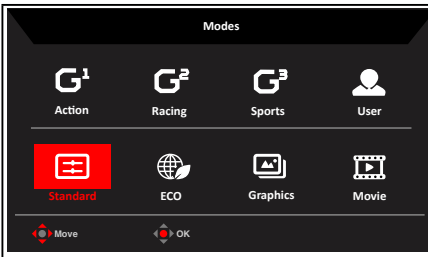 Modes
G¹ G² G³
Action Racing Sports User
Standard ECO Graphics Movie
Move OK